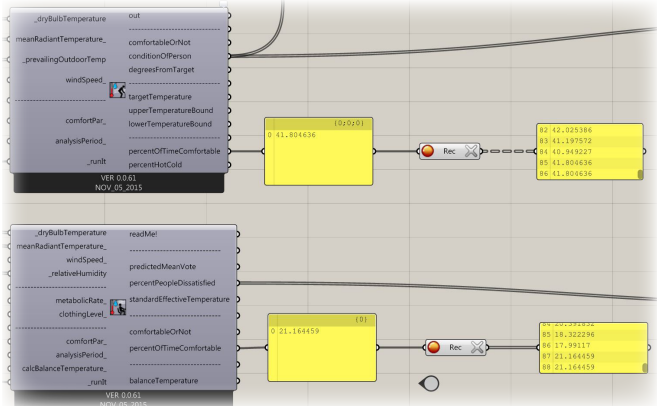 _dryBulbTemperature
out
meanRadiantTemperature_
comfortableOrNot
_prevailingOutdoorTemp
conditionOfPerson
degreesFromTarget
windSpeed_
targetTemperature
upperTemperatureBound
comfortPar_
lowerTemperatureBound
analysisPeriod_
percentOfTimeComfortable
_runIt
percentHotCold
VER 0.0.61
NOV_05_2015
{0;0;0}
0 41.804636
Rec
82 42.025386
83 41.197572
84 40.949227
85 41.804636
86 41.804636
_dryBulbTemperature
readMe!
meanRadiantTemperature_
windSpeed_
predictedMeanVote
_relativeHumidity
percentPeopleDissatisfied
metabolicRate_
standardEffectiveTemperature
clothingLevel_
comfortableOrNot
comfortPar_
percentOfTimeComfortable
analysisPeriod_
calcBalanceTemperature_
_runIt
balanceTemperature
VER 0.0.61
NOV_05_2015
{0}
0 21.164459
Rec
85 18.322296
86 17.99117
87 21.164459
88 21.164459